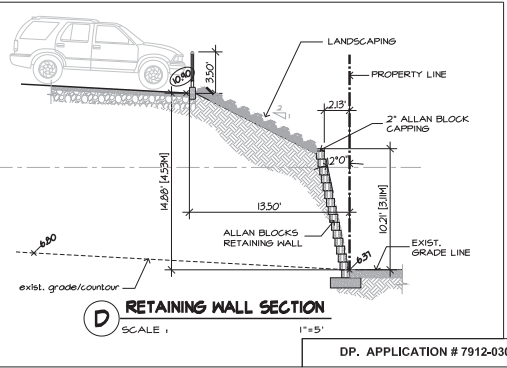 LANDSCAPING
PROPERTY LINE
10.90
3.50'
2.13'
2
1
2" ALLAN BLOCK
CAPPING
12°0'
14.88' [4.53M]
13.50'
10.21' [3.11M]
ALLAN BLOCKS
RETAINING WALL
EXIST.
GRADE LINE
6.80
6.37
exist. grade/countour
D RETAINING WALL SECTION
SCALE : 1"=5'
DP. APPLICATION # 7912-030